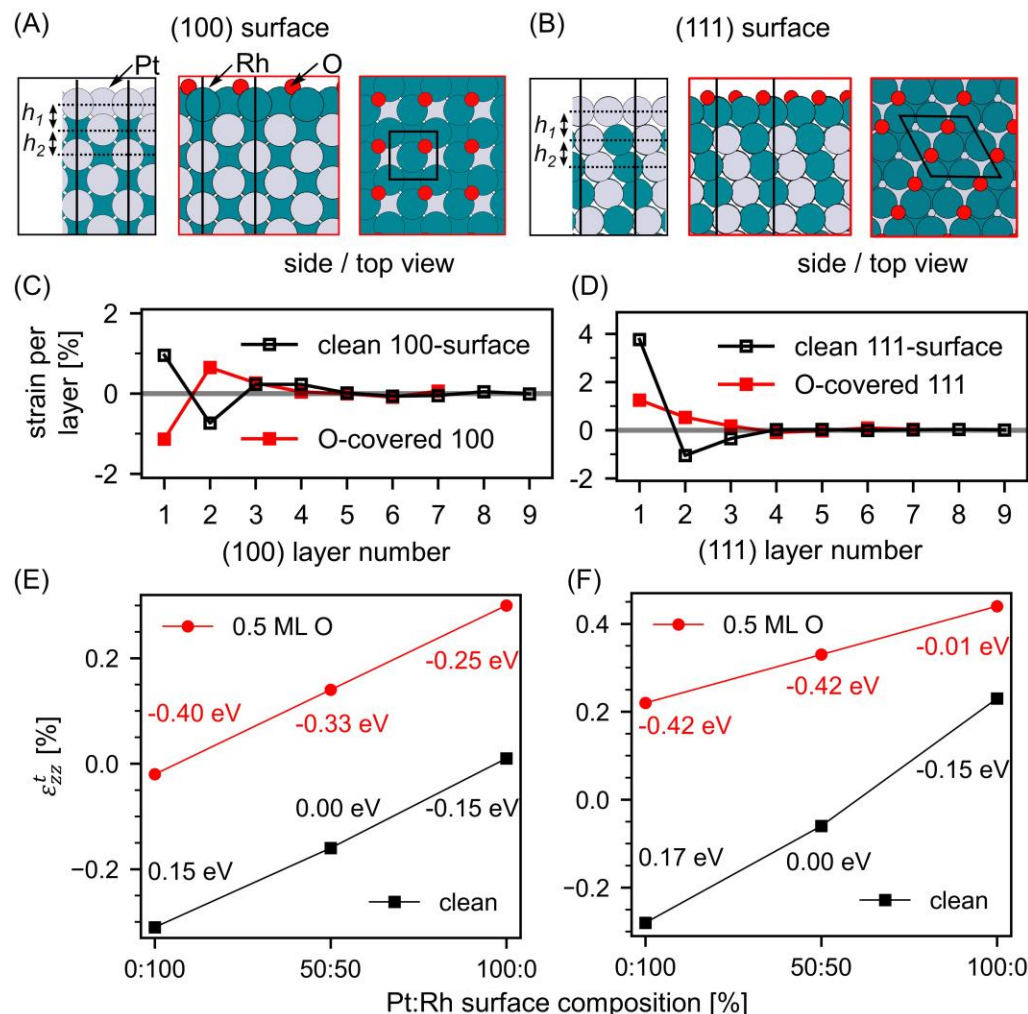 (A)
(100) surface
Pt
Rh
O
h1
h2
(B)
(111) surface
h1
h2
side / top view
side / top view
(C)
strain per
layer [%]
2
0
-2
clean 100-surface
O-covered 100
1 2 3 4 5 6 7 8 9
(100) layer number
(D)
4
2
0
-2
clean 111-surface
O-covered 111
1 2 3 4 5 6 7 8 9
(111) layer number
(E)
0.5 ML O
-0.25 eV
-0.40 eV
-0.33 eV
0.00 eV
-0.15 eV
0.15 eV
clean
εᵗzz [%]
0.2
0.0
−0.2
0:100 50:50 100:0
(F)
0.5 ML O
-0.01 eV
-0.42 eV
-0.42 eV
-0.15 eV
0.17 eV
0.00 eV
clean
0.4
0.2
0.0
−0.2
0:100 50:50 100:0
Pt:Rh surface composition [%]